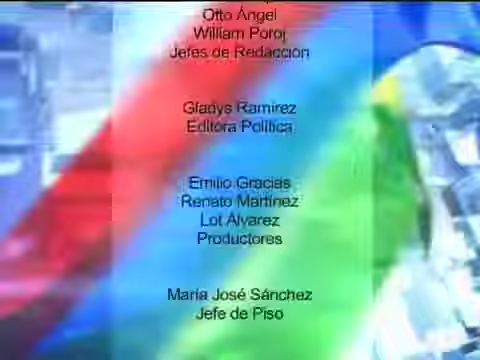 Otto Ángel
William Poroj
Jefes de Redacción
Gladys Ramírez
Editora Política
Emilio Gracias
Renato Martínez
Lot Álvarez
Productores
María José Sánchez
Jefe de Piso